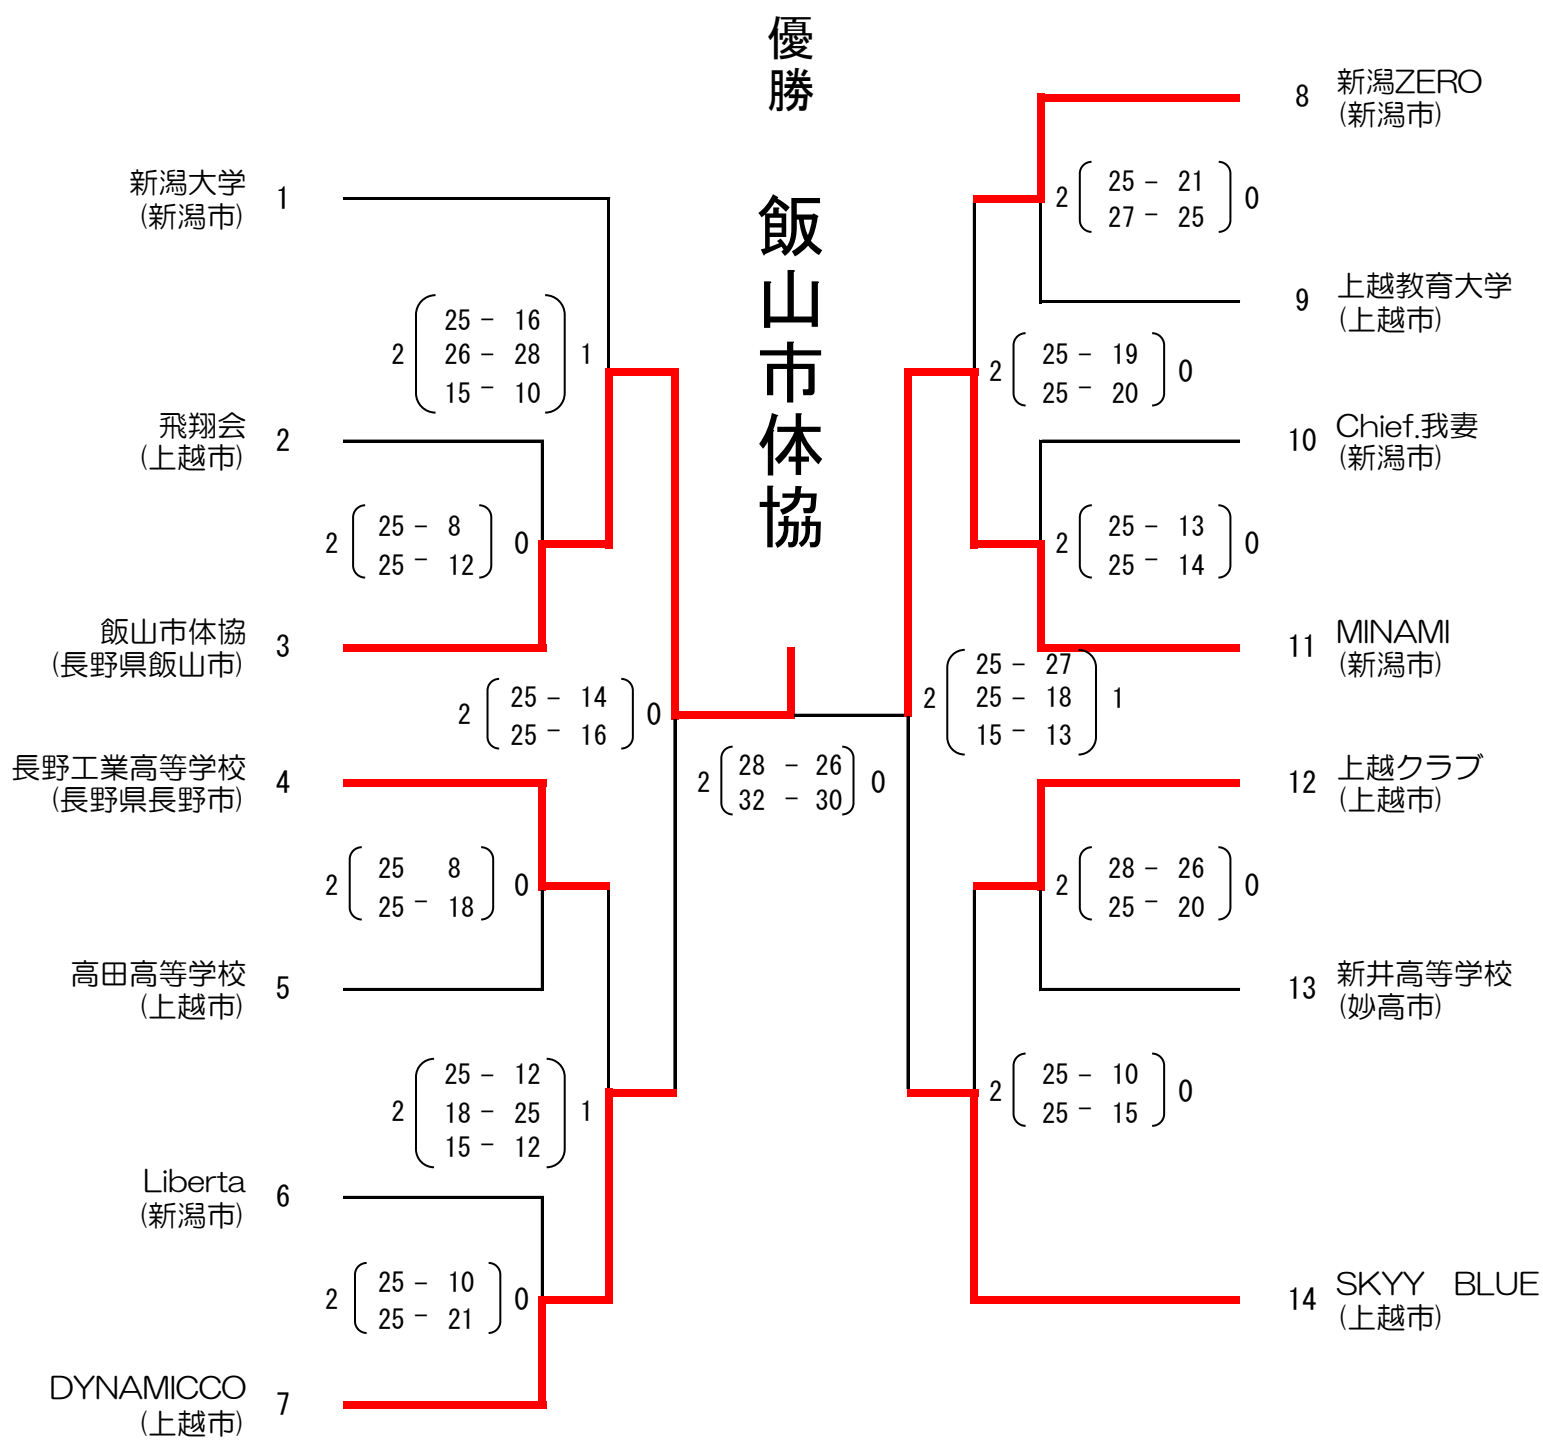 優勝
飯山市体協
新潟大学 1
(新潟市)
2 25 - 16 1
26 - 28
15 - 10
飛翔会 2
(上越市)
2 25 - 8 0
25 - 12
飯山市体協 3
(長野県飯山市)
2 25 - 14 0
25 - 16
長野工業高等学校 4
(長野県長野市)
2 25 8 0
25 - 18
高田高等学校 5
(上越市)
2 25 - 12 1
18 - 25
15 - 12
Liberta 6
(新潟市)
2 25 - 10 0
25 - 21
DYNAMICCO 7
(上越市)
2 28 - 26 0
32 - 30
8 新潟ZERO
(新潟市)
2 25 - 21 0
27 - 25
9 上越教育大学
(上越市)
2 25 - 19 0
25 - 20
10 Chief.我妻
(新潟市)
2 25 - 13 0
25 - 14
11 MINAMI
(新潟市)
2 25 - 27 1
25 - 18
15 - 13
12 上越クラブ
(上越市)
2 28 - 26 0
25 - 20
13 新井高等学校
(妙高市)
2 25 - 10 0
25 - 15
14 SKYY BLUE
(上越市)